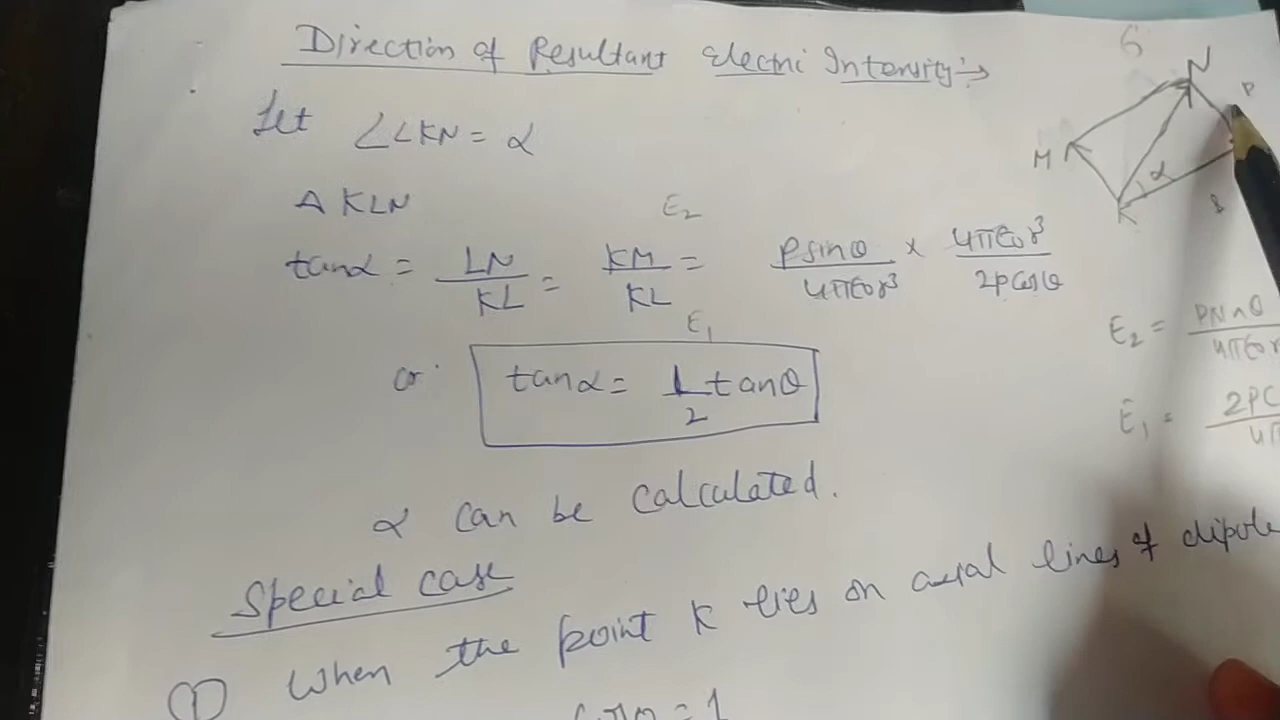 Direction of Resultant Electric Intensity :→
Let ∠LKN = α
Δ KLN
E₂
tanα = LN/KL = KM/KL = psinθ/4πε₀r³ × 4πε₀r³/2pcosθ
E₁
or tanα = 1/2 tanθ
α can be calculated.
Special case
① When the point K lies on axial lines of dipole
= 1
N
P
M
α
K
E₂ =
E₁ =